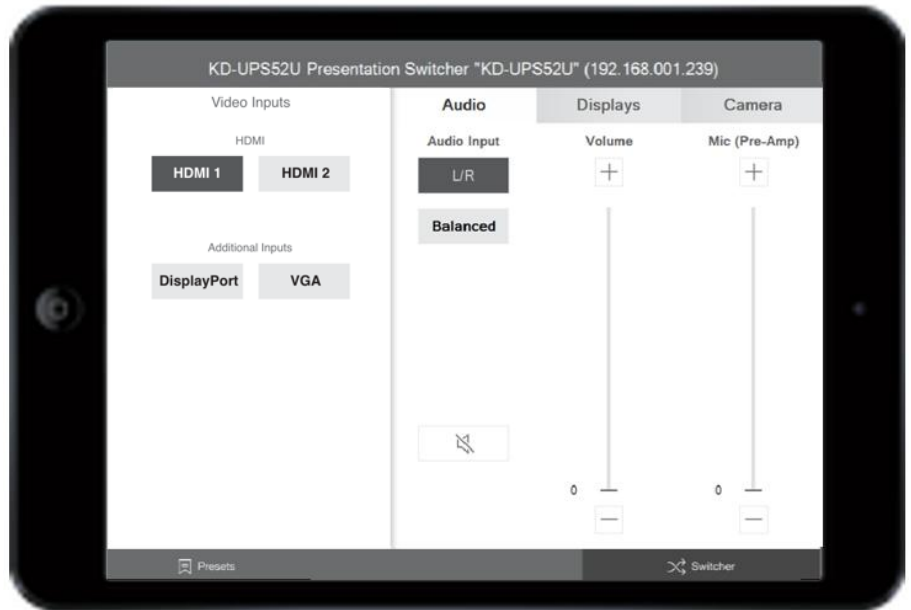 KD-UPS52U Presentation Switcher "KD-UPS52U" (192.168.001.239)
Video Inputs
HDMI
HDMI 1 HDMI 2
Additional Inputs
DisplayPort VGA
Audio Displays Camera
Audio Input Volume Mic (Pre-Amp)
L/R
Balanced
0 0
Presets Switcher